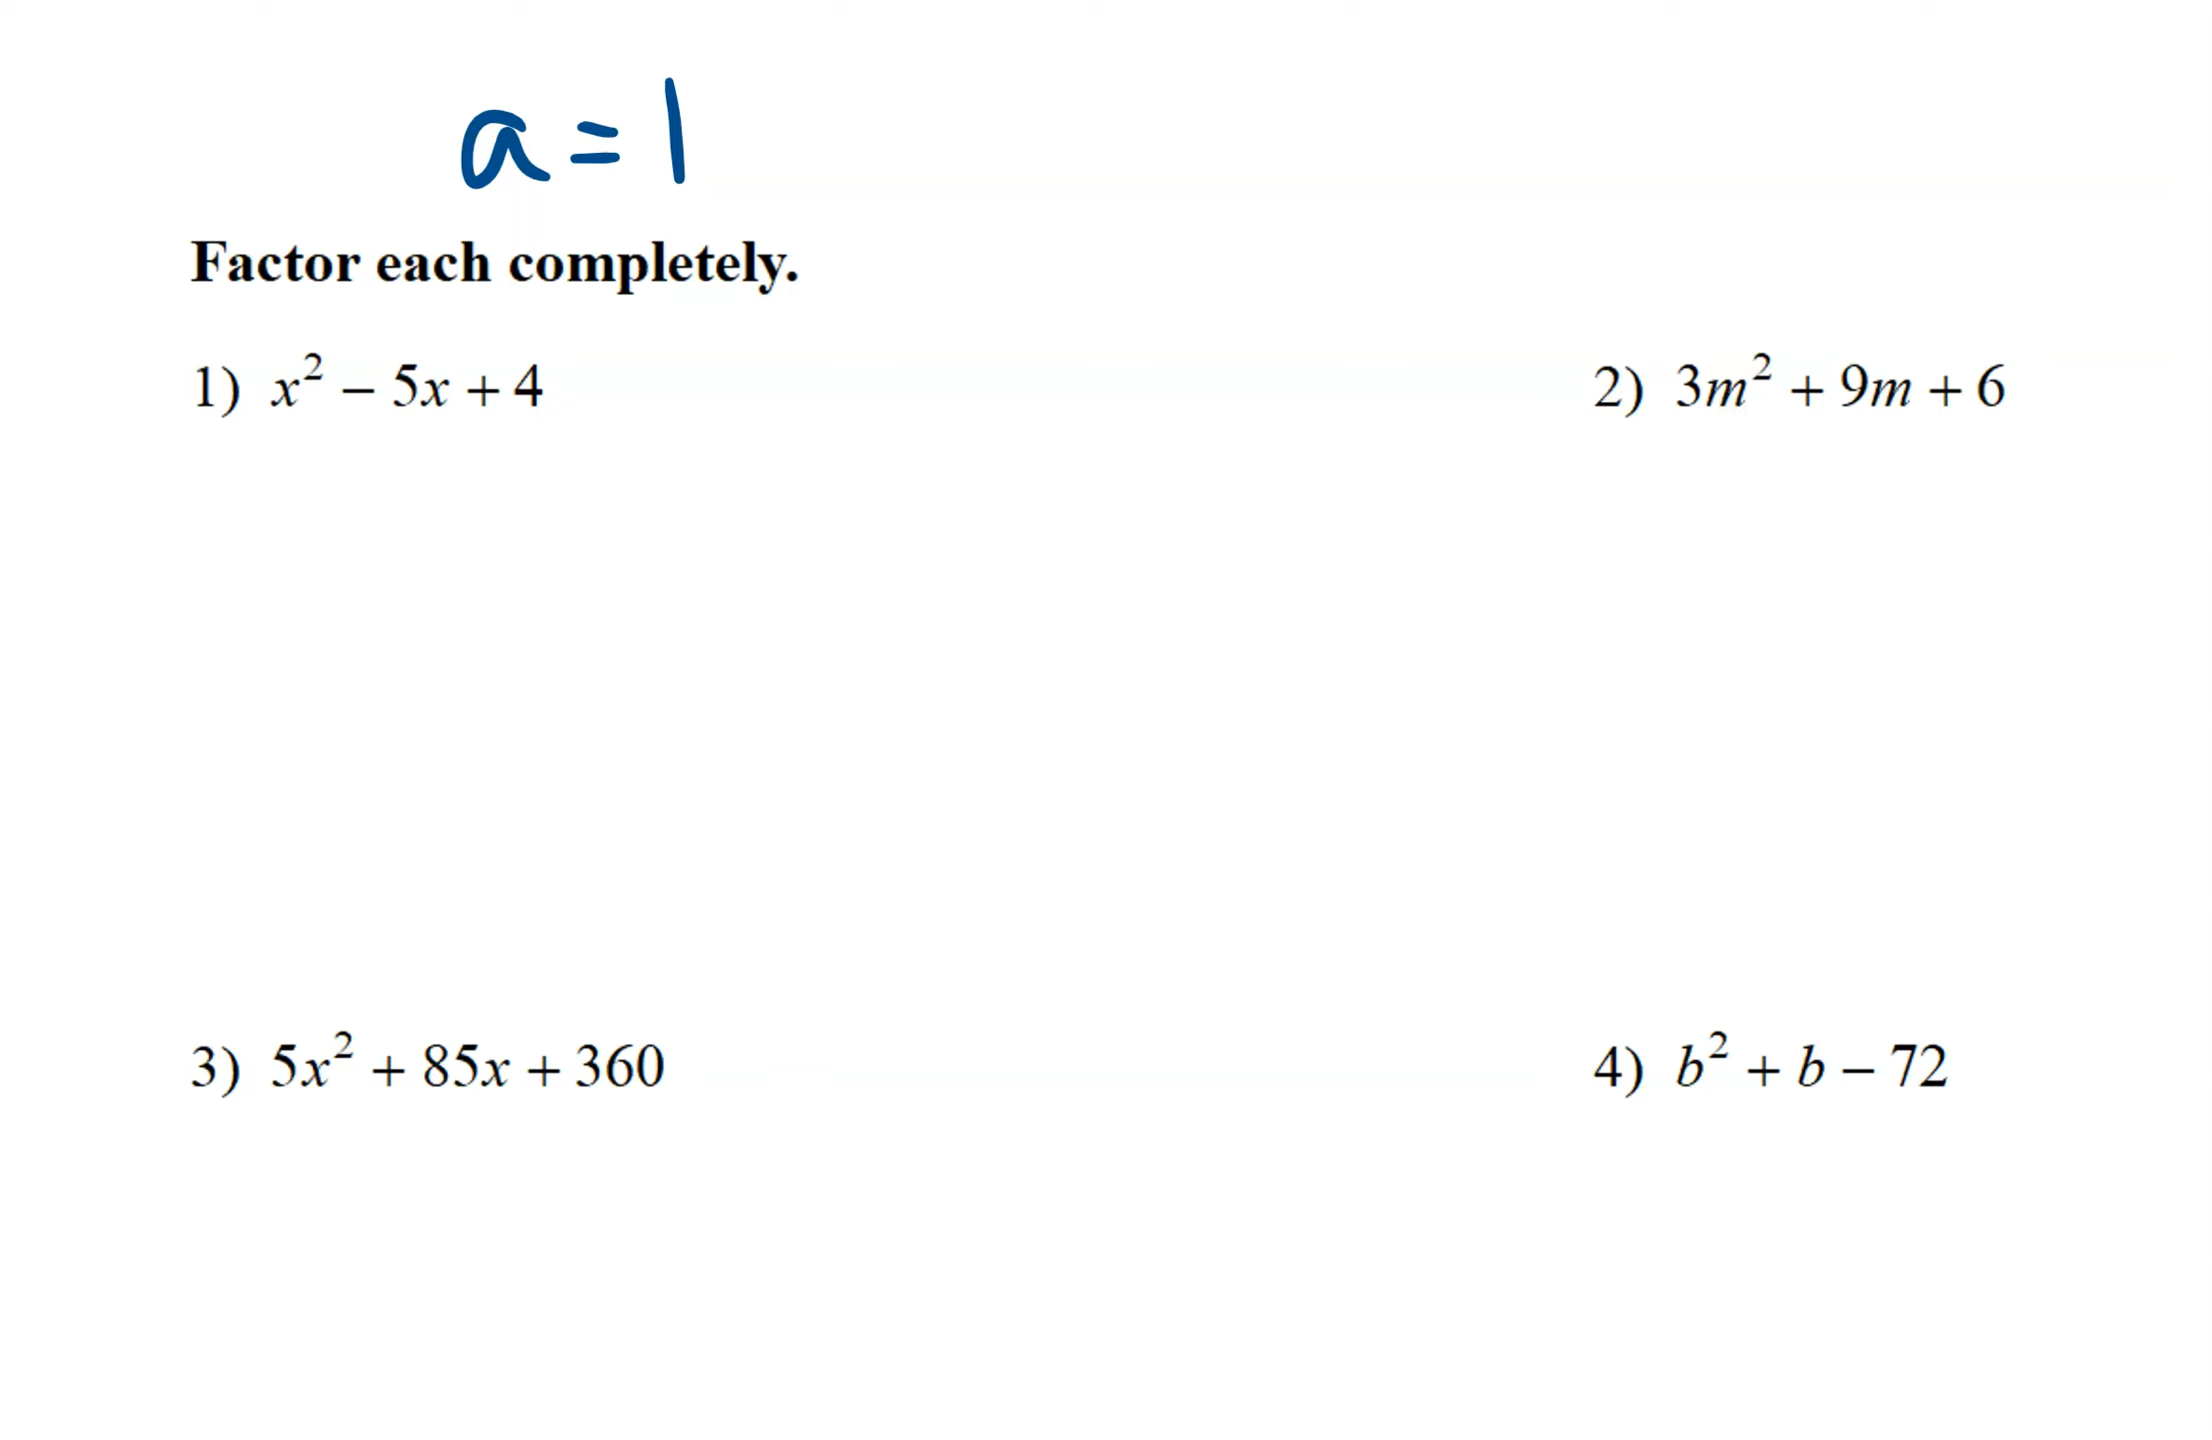 a = 1
Factor each completely.
1) x² − 5x + 4
2) 3m² + 9m + 6
3) 5x² + 85x + 360
4) b² + b − 72